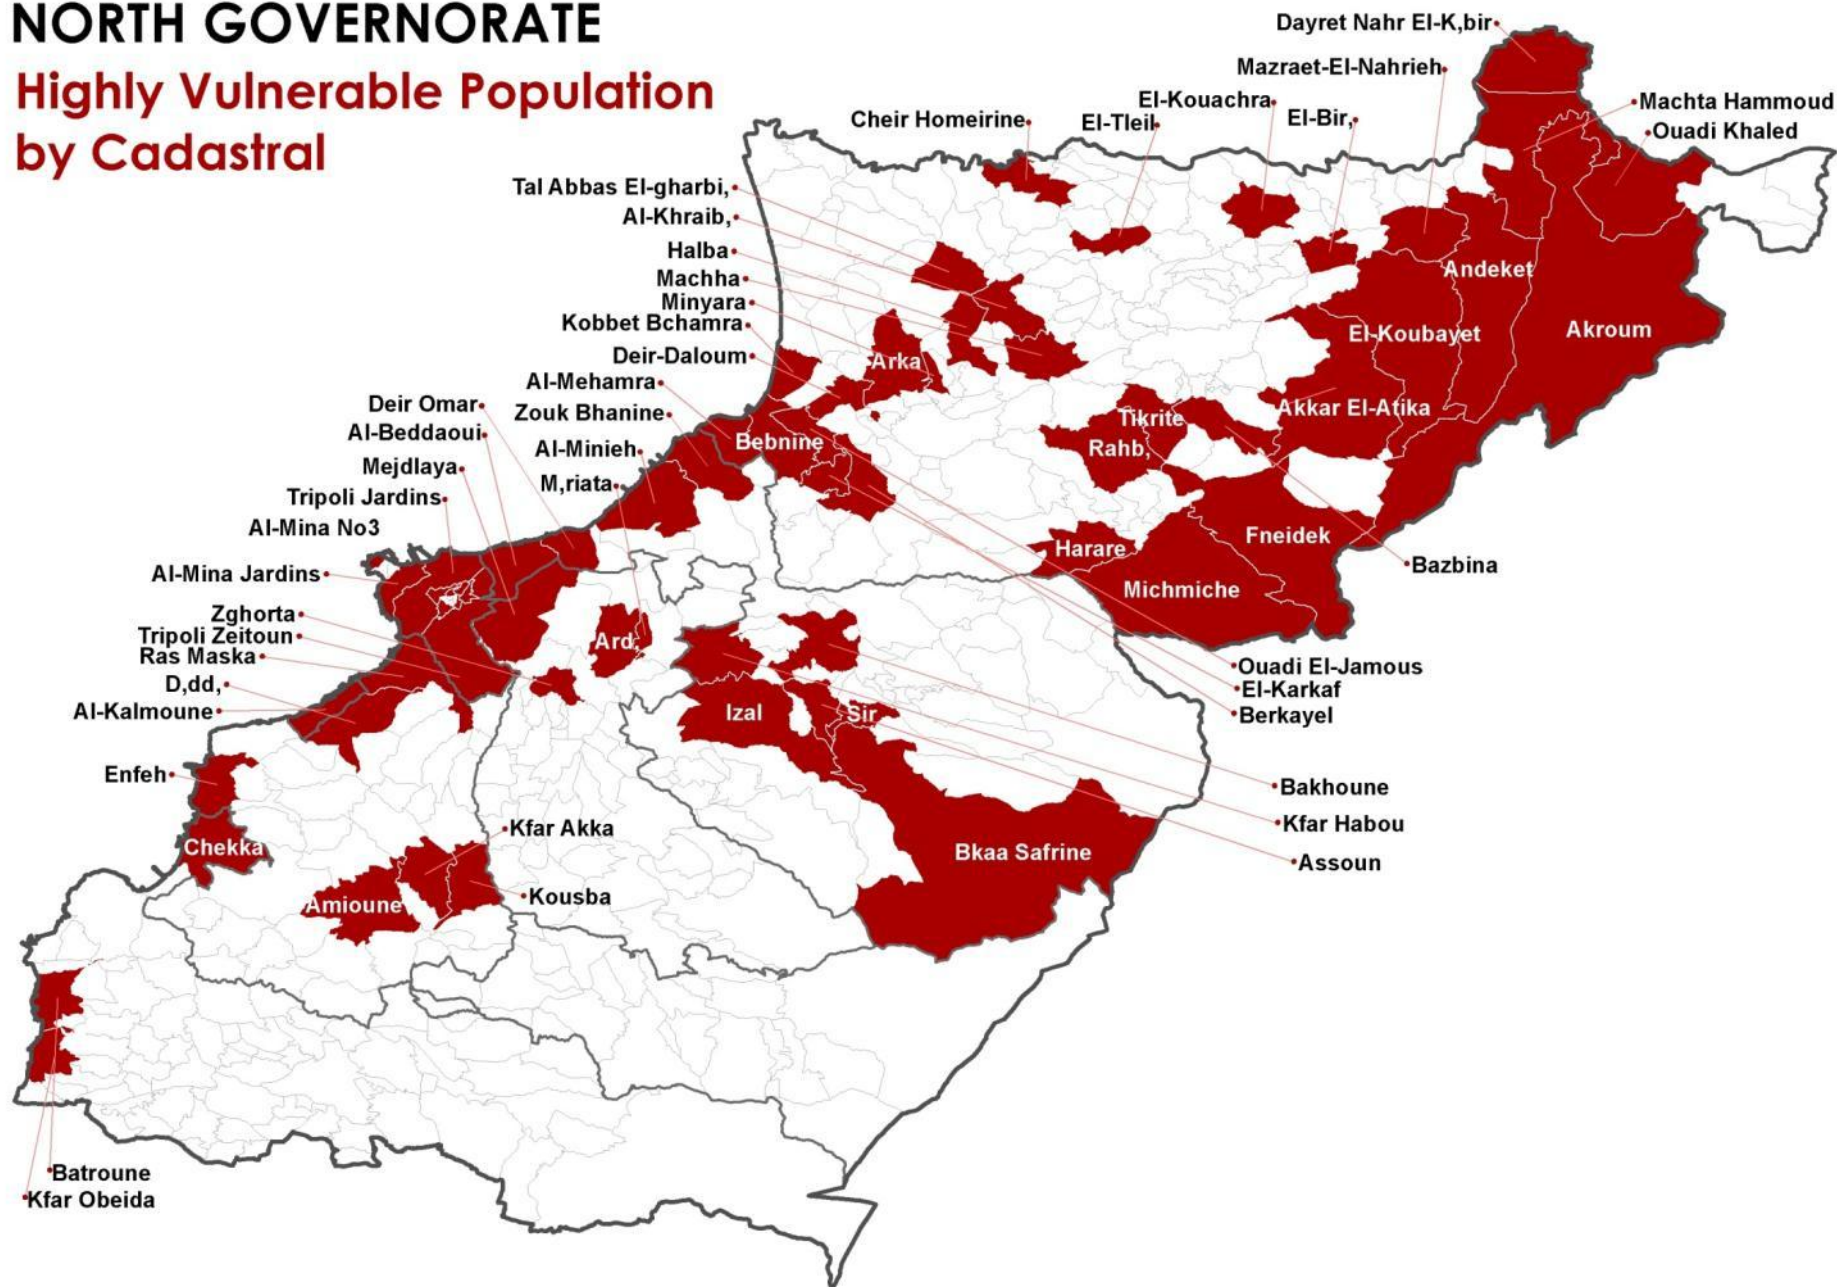 NORTH GOVERNORATE
Highly Vulnerable Population
by Cadastral
Dayret Nahr El-K,bir
Mazraet-El-Nahrieh
El-Kouachra
El-Bir,
Cheir Homeirine
El-Tleil
Machta Hammoud
Ouadi Khaled
Tal Abbas El-gharbi,
Al-Khraib,
Halba
Machha
Minyara
Kobbet Bchamra
Deir-Daloum
Al-Mehamra
Zouk Bhanine
Al-Minieh
M,riata
Deir Omar
Al-Beddaoui
Mejdlaya
Tripoli Jardins
Al-Mina No3
Al-Mina Jardins
Zghorta
Tripoli Zeitoun
Ras Maska
D,dd,
Al-Kalmoune
Enfeh
Chekka
Andeket
Akroum
El-Koubayet
Arka
Akkar El-Atika
Tikrite
Rahb,
Bebnine
Fneidek
Harare
Michmiche
Bazbina
Ard,
Ouadi El-Jamous
El-Karkaf
Berkayel
Izal
Sir
Bakhoune
Kfar Habou
Assoun
Bkaa Safrine
Kfar Akka
Kousba
Amioune
Batroune
Kfar Obeida